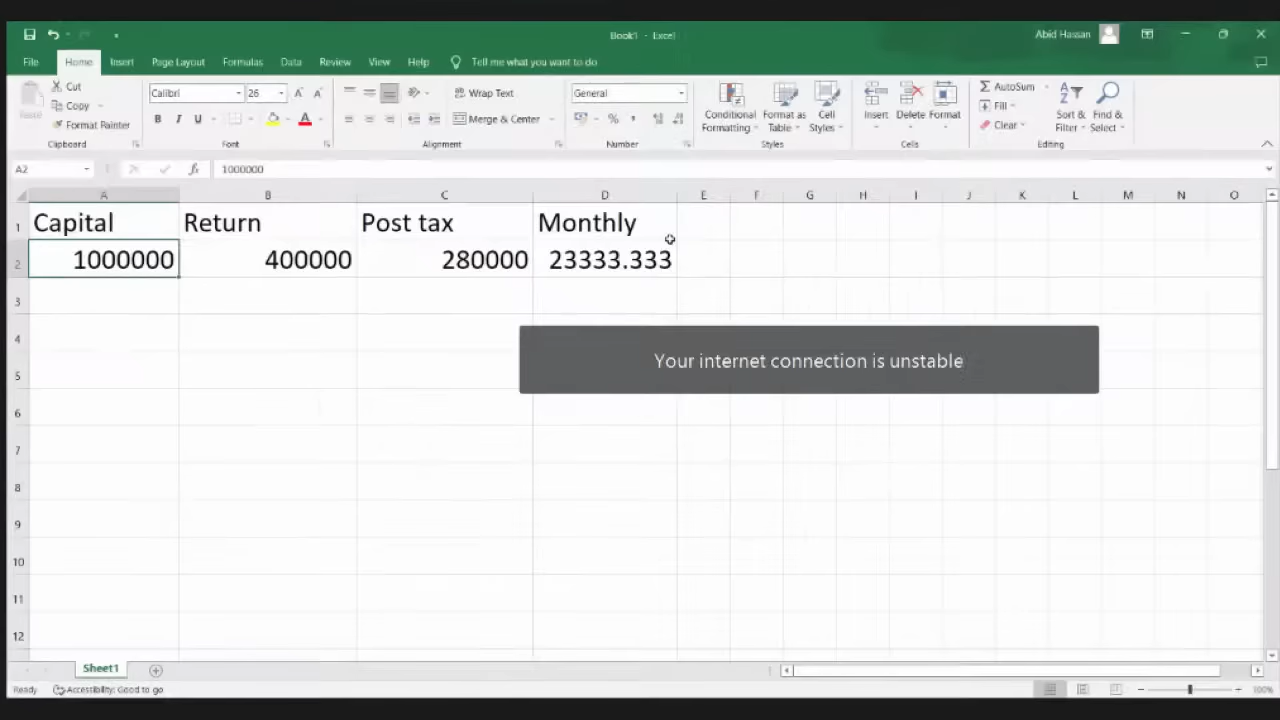 Book1 - Excel
Abid Hassan
File Home Insert Page Layout Formulas Data Review View Help Tell me what you want to do
Cut
Copy
Format Painter
Paste
Clipboard
Calibri 26
B I U
Font
Wrap Text
Merge & Center
Alignment
General
%
Number
Conditional Formatting
Format as Table
Cell Styles
Styles
Insert Delete Format
Cells
AutoSum
Fill
Clear
Sort & Filter
Find & Select
Editing
A2 fx 1000000
A B C D E F G H I J K L M N O
1 Capital Return Post tax Monthly
2 1000000 400000 280000 23333.333
3
4
Your internet connection is unstable
5
6
7
8
9
10
11
12
Sheet1
Ready Accessibility: Good to go 100%